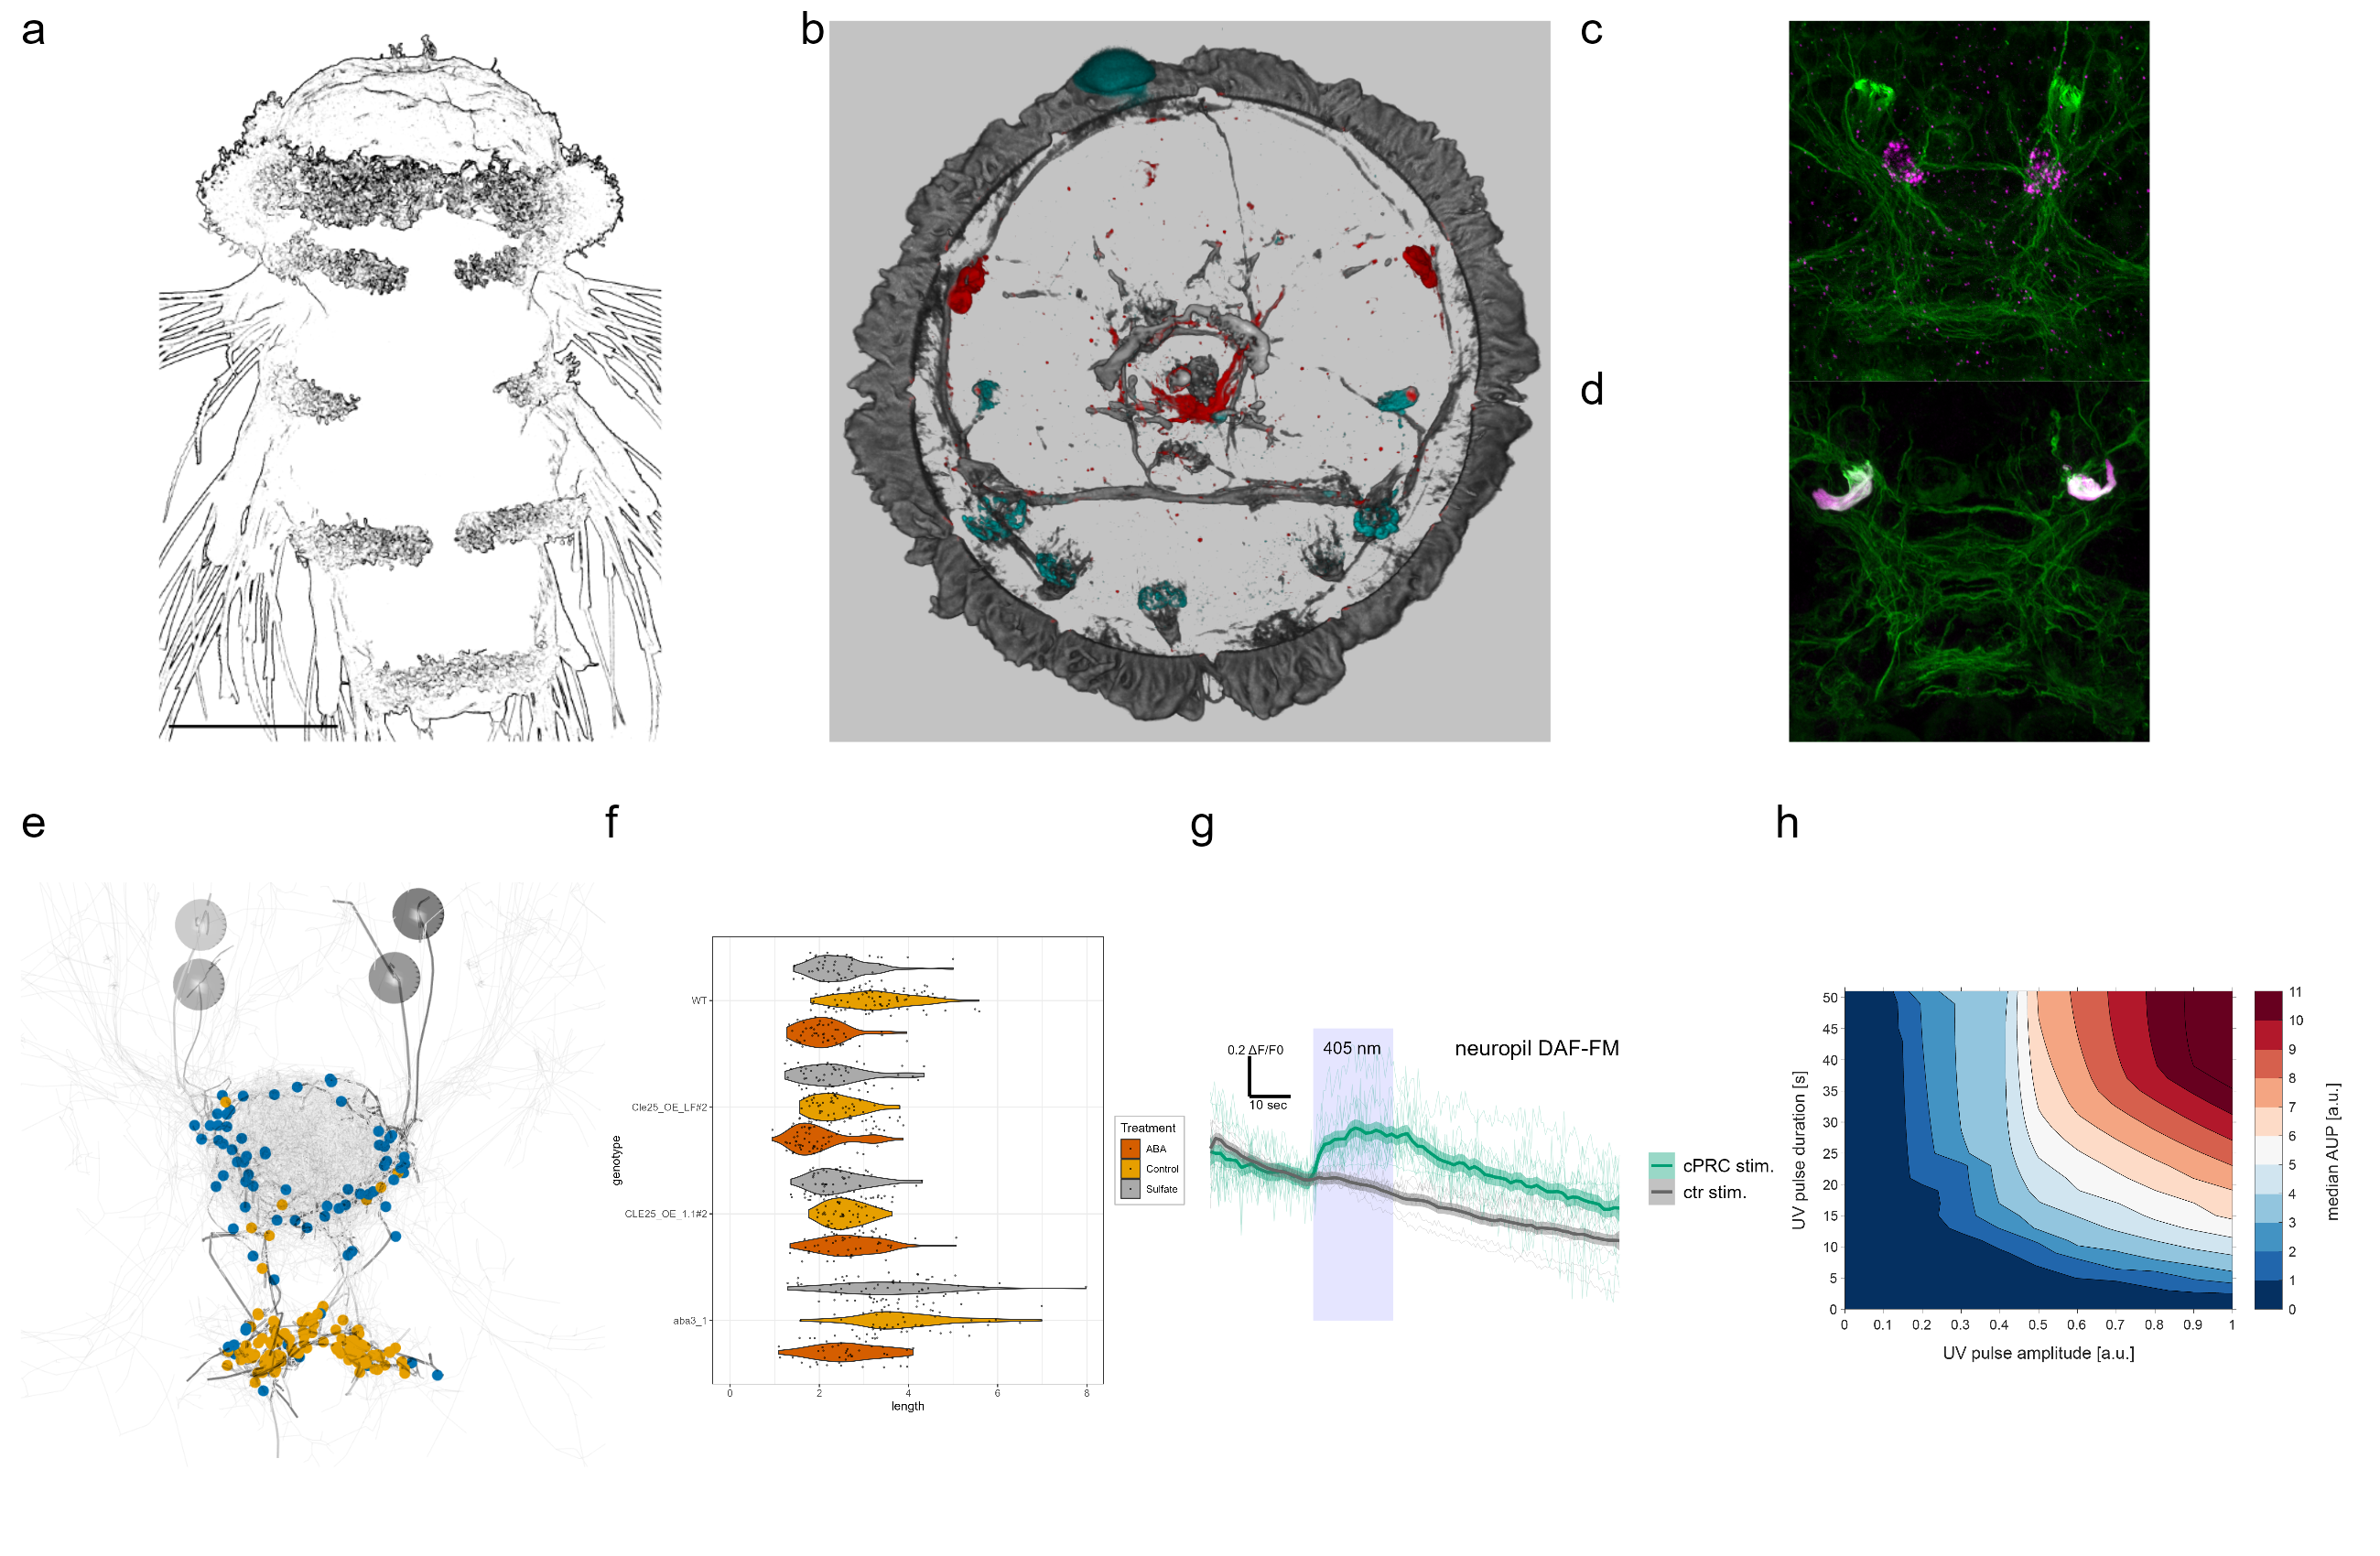 a
b
c
d
e
f
g
h
WT
Cle25_OE_LF#2
CLE25_OE_1.1#2
aba3_1
genotype
0 2 4 6 8
length
Treatment
ABA
Control
Sulfate
0.2 ΔF/F0
10 sec
405 nm
neuropil DAF-FM
cPRC stim.
ctr stim.
50
45
40
35
30
25
20
15
10
5
0
UV pulse duration [s]
0 0.1 0.2 0.3 0.4 0.5 0.6 0.7 0.8 0.9 1
UV pulse amplitude [a.u.]
11
10
9
8
7
6
5
4
3
2
1
0
median AUP [a.u.]